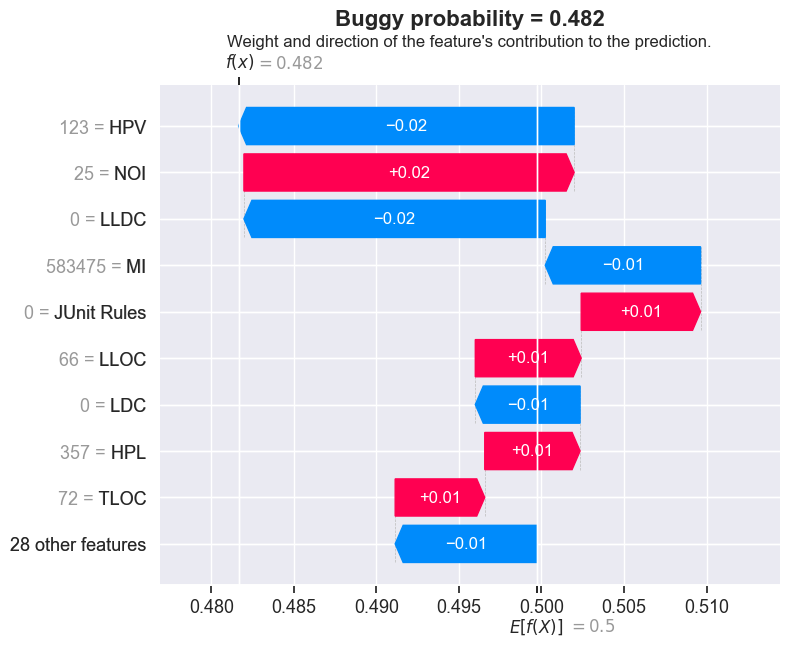 Buggy probability = 0.482
Weight and direction of the feature's contribution to the prediction.
f(x) = 0.482
123 = HPV −0.02
25 = NOI +0.02
0 = LLDC −0.02
583475 = MI −0.01
0 = JUnit Rules +0.01
66 = LLOC +0.01
0 = LDC −0.01
357 = HPL +0.01
72 = TLOC +0.01
28 other features −0.01
0.480 0.485 0.490 0.495 0.500 0.505 0.510
E[f(X)] = 0.5